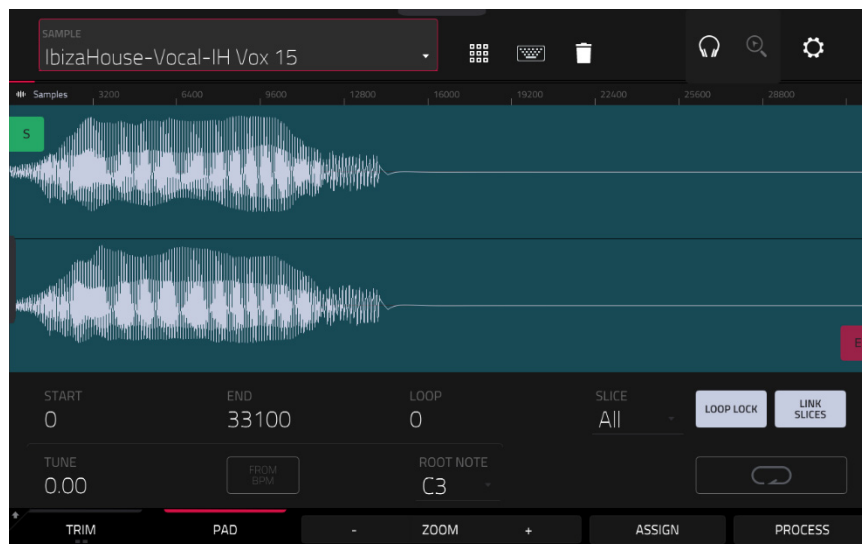 SAMPLE
IbizaHouse-Vocal-IH Vox 15
Samples 3200 6400 9600 12800 16000 19200 22400 25600 28800
S
E
START END LOOP SLICE
0 33100 0 All LOOP LOCK LINK SLICES
TUNE FROM BPM ROOT NOTE
0.00 C3
TRIM PAD - ZOOM + ASSIGN PROCESS